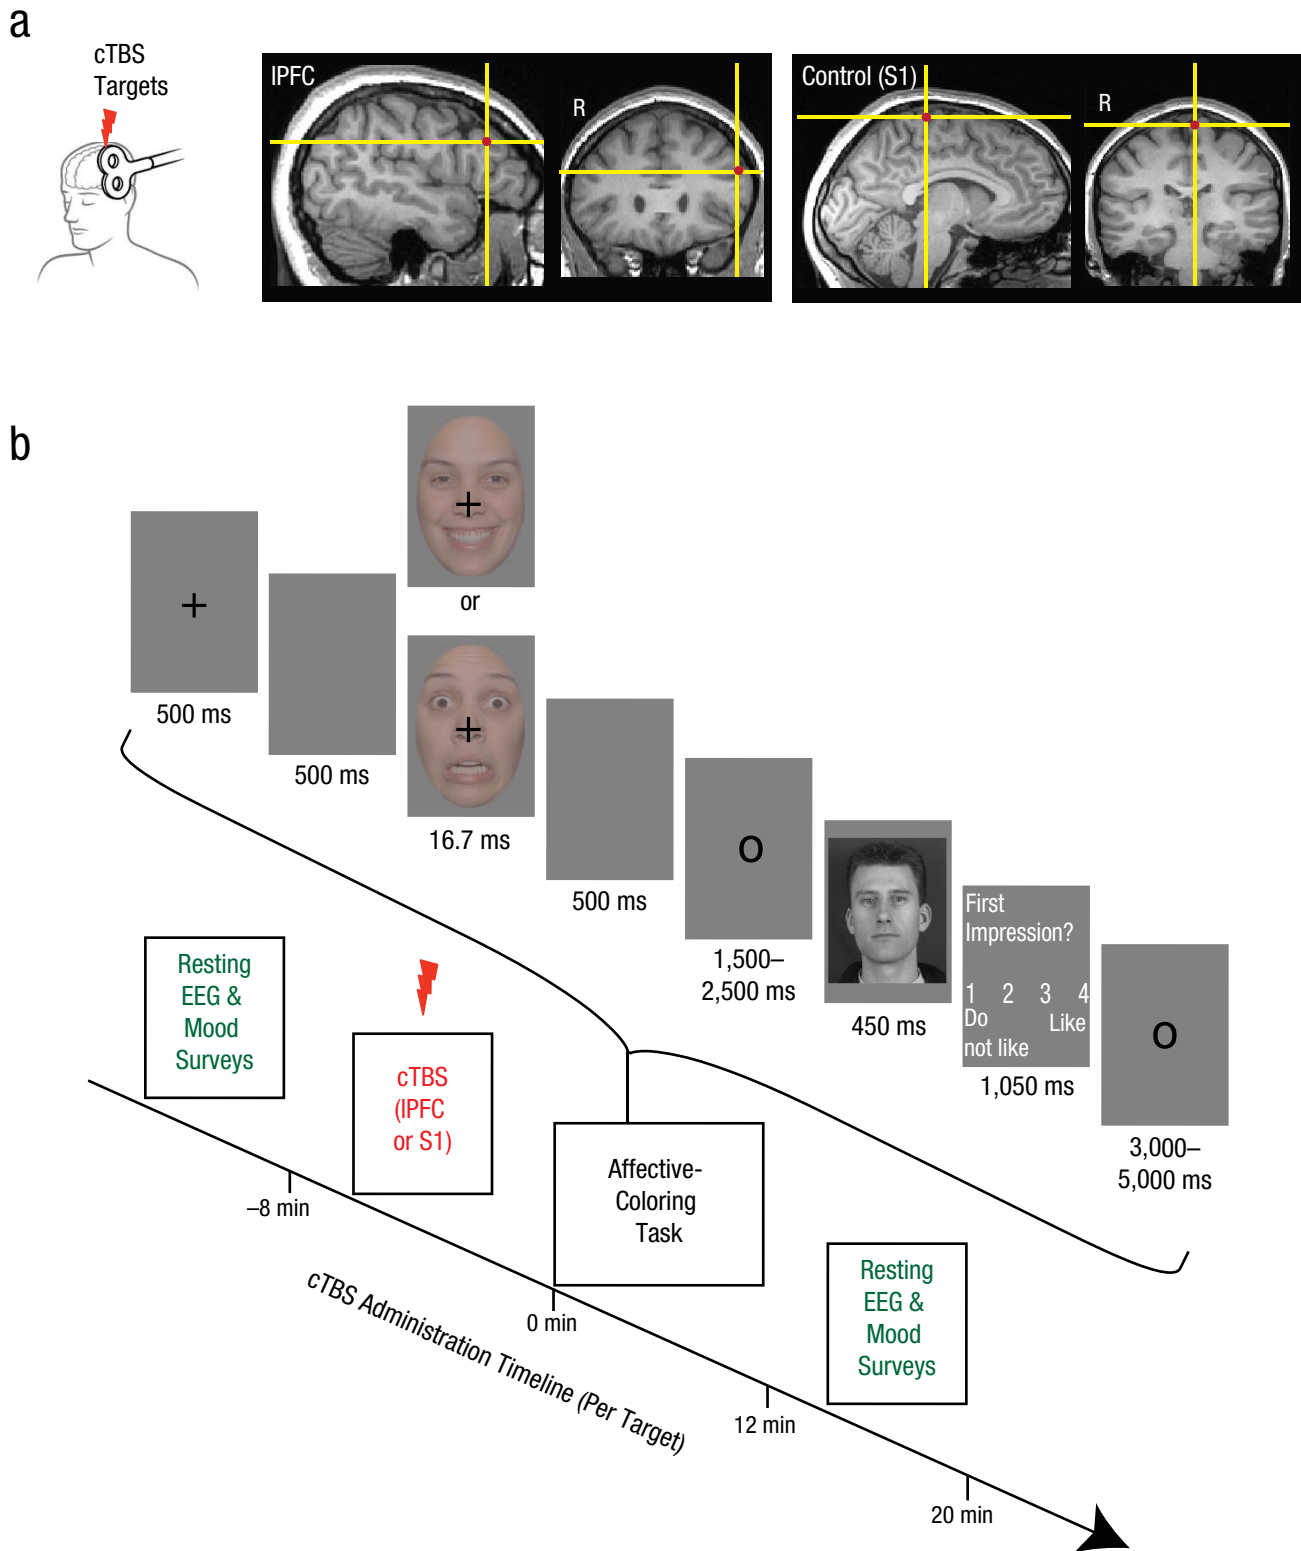 a
cTBS
Targets
lPFC
R
Control (S1)
R
b
+
500 ms
500 ms
+
or
+
16.7 ms
500 ms
o
1,500–
2,500 ms
450 ms
First
Impression?
1 2 3 4
Do Like
not like
1,050 ms
o
3,000–
5,000 ms
Resting
EEG &
Mood
Surveys
cTBS
(lPFC
or S1)
Affective-
Coloring
Task
Resting
EEG &
Mood
Surveys
–8 min
0 min
12 min
20 min
cTBS Administration Timeline (Per Target)